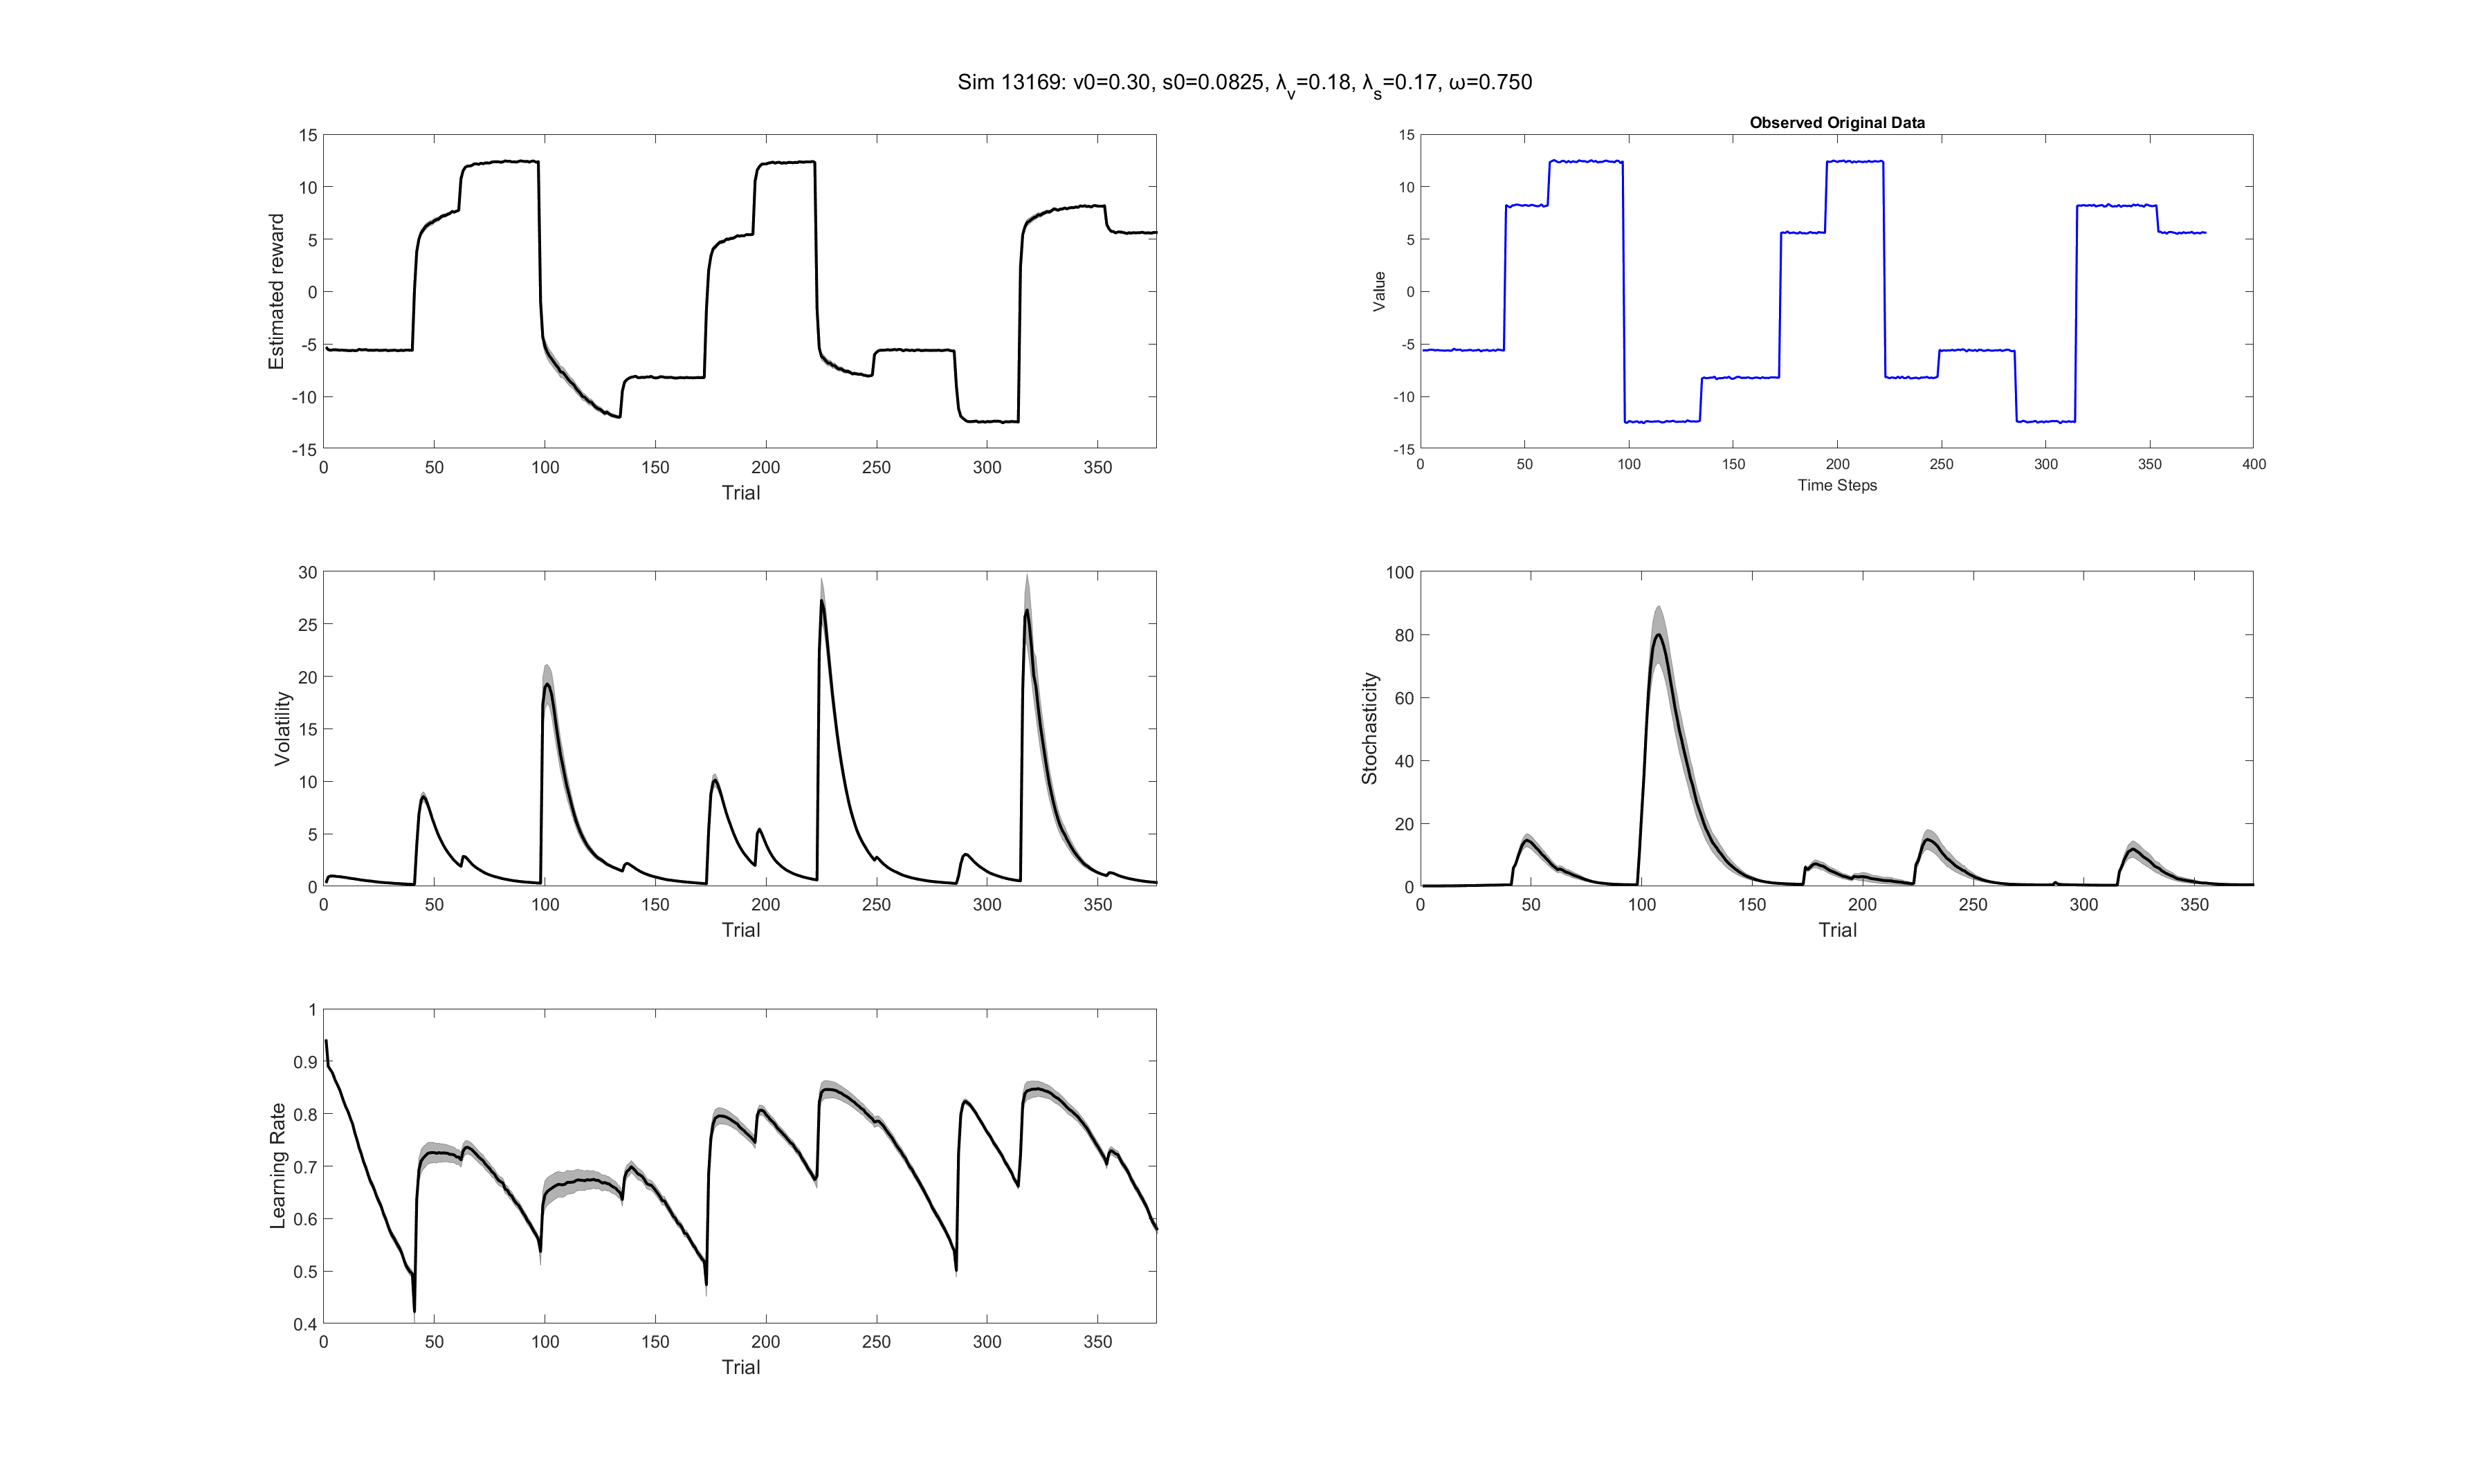 Sim 13169: v0=0.30, s0=0.0825, λ_v=0.18, λ_s=0.17, ω=0.750
15
10
5
0
-5
-10
-15
Estimated reward
0 50 100 150 200 250 300 350
Trial
Observed Original Data
15
10
5
0
-5
-10
-15
Value
0 50 100 150 200 250 300 350 400
Time Steps
30
25
20
15
10
5
0
Volatility
0 50 100 150 200 250 300 350
Trial
100
80
60
40
20
0
Stochasticity
0 50 100 150 200 250 300 350
Trial
1
0.9
0.8
0.7
0.6
0.5
0.4
Learning Rate
0 50 100 150 200 250 300 350
Trial